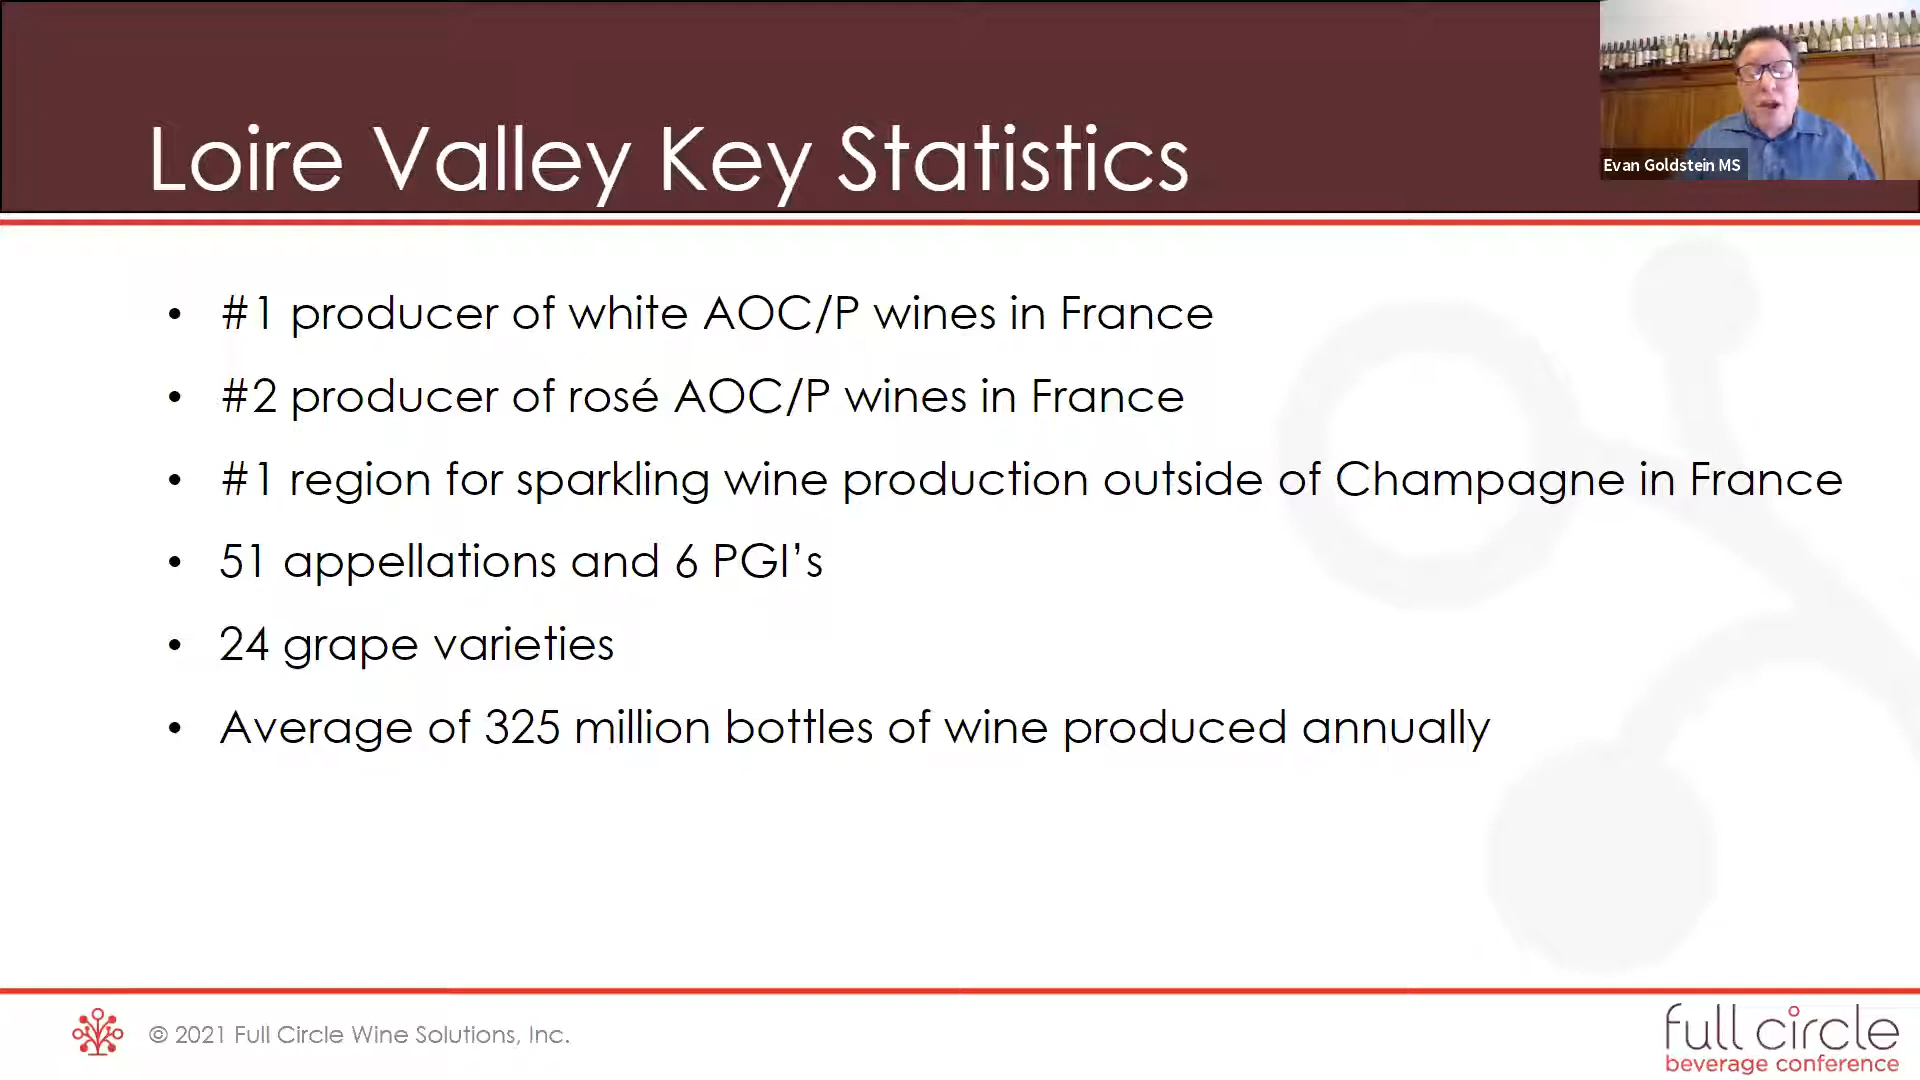 Loire Valley Key Statistics
Evan Goldstein MS
• #1 producer of white AOC/P wines in France
• #2 producer of rosé AOC/P wines in France
• #1 region for sparkling wine production outside of Champagne in France
• 51 appellations and 6 PGI’s
• 24 grape varieties
• Average of 325 million bottles of wine produced annually
© 2021 Full Circle Wine Solutions, Inc.
full circle
beverage conference